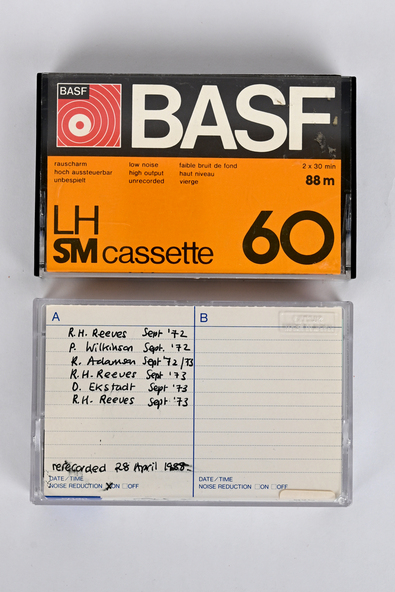 BASF
BASF
rauscharm low noise faible bruit de fond 2 x 30 min
hoch aussteuerbar high output haut niveau 88 m
unbespielt unrecorded vierge
LH
SM cassette 60
A B
R.H. Reeves Sept '72
P. Wilkinson Sept. '72
R. Adamson Sept '72/73
R.H. Reeves Sept '73
D. Ekstadt Sept '73
R.H. Reeves Sept '73
rerecorded 28 April 1988
DATE/TIME DATE/TIME
NOISE REDUCTION ON OFF NOISE REDUCTION ON OFF